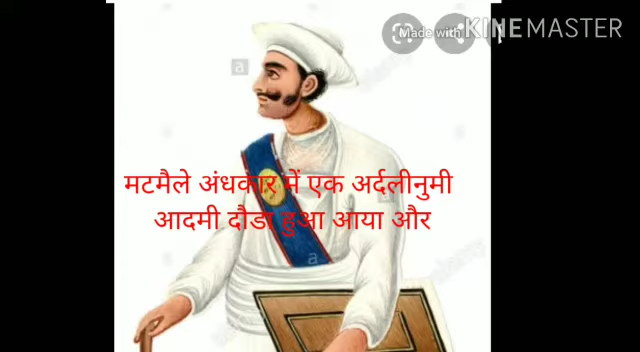 Made with KINEMASTER
मटमैले अंधकार में एक अर्दलीनुमी
आदमी दौडा हुआ आया और
a
a